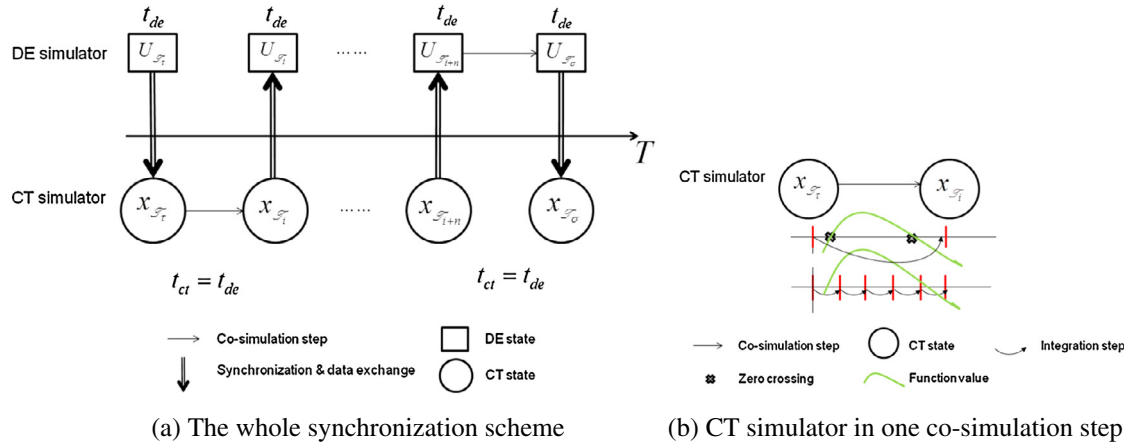 t_de t_de t_de t_de
DE simulator U_𝒯τ U_𝒯i ...... U_𝒯i+n U_𝒯σ
T
CT simulator x_𝒯τ x_𝒯i ...... x_𝒯i+n x_𝒯σ
t_ct = t_de t_ct = t_de
Co-simulation step DE state
Synchronization & data exchange CT state
(a) The whole synchronization scheme
CT simulator x_𝒯τ x_𝒯i
Co-simulation step CT state Integration step
Zero crossing Function value
(b) CT simulator in one co-simulation step